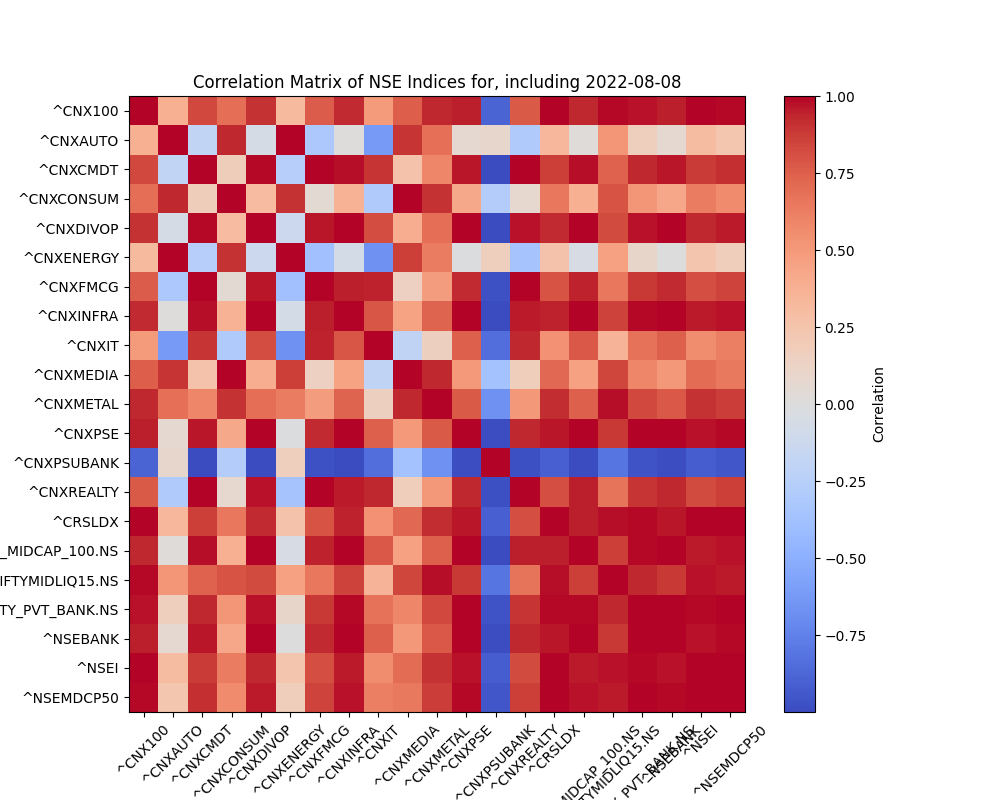 Correlation Matrix of NSE Indices for, including 2022-08-08
^CNX100
^CNXAUTO
^CNXCMDT
^CNXCONSUM
^CNXDIVOP
^CNXENERGY
^CNXFMCG
^CNXINFRA
^CNXIT
^CNXMEDIA
^CNXMETAL
^CNXPSE
^CNXPSUBANK
^CNXREALTY
^CRSLDX
_MIDCAP_100.NS
IFTYMIDLIQ15.NS
TY_PVT_BANK.NS
^NSEBANK
^NSEI
^NSEMDCP50
^CNX100
^CNXAUTO
^CNXCMDT
^CNXCONSUM
^CNXDIVOP
^CNXENERGY
^CNXFMCG
^CNXINFRA
^CNXIT
^CNXMEDIA
^CNXMETAL
^CNXPSE
^CNXPSUBANK
^CNXREALTY
^CRSLDX
MIDCAP_100.NS
TYMIDLIQ15.NS
PVT_BANK.NS
^NSEBANK
^NSEI
^NSEMDCP50
1.00
0.75
0.50
0.25
0.00
−0.25
−0.50
−0.75
Correlation